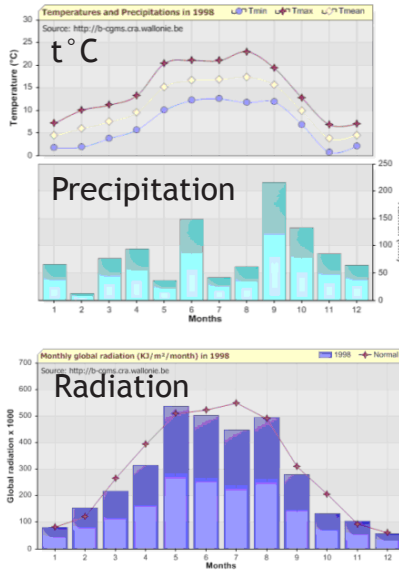 Temperatures and Precipitations in 1998
Tmin Tmax Tmean
Source: http://b-cgms.cra.wallonie.be
t°C
Temperature (°C)
30
25
20
15
10
5
0
Precipitation
250
200
150
100
50
0
1 2 3 4 5 6 7 8 9 10 11 12
Months
Monthly global radiation (KJ/m²/month) in 1998
1998 Normal
Source: http://b-cgms.cra.wallonie.be
Radiation
Global radiation x 1000
700
600
500
400
300
200
100
0
1 2 3 4 5 6 7 8 9 10 11 12
Months